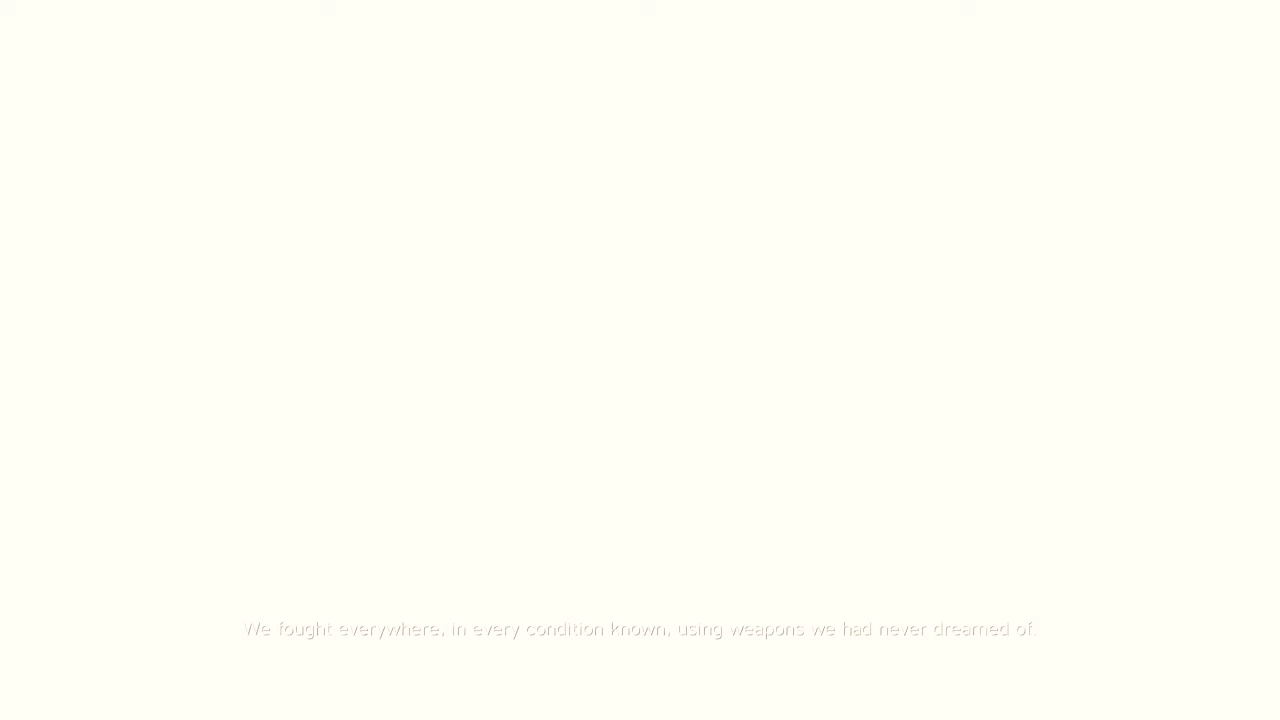 We fought everywhere, in every condition known, using weapons we had never dreamed of.